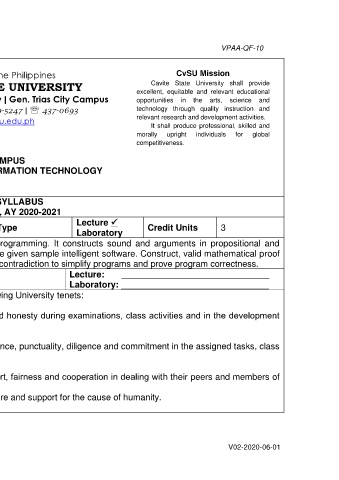 VPAA-QF-10
he Philippines
E UNIVERSITY
| Gen. Trias City Campus
-5247 | ☏ 437-0693
u.edu.ph
CvSU Mission
Cavite State University shall provide
excellent, equitable and relevant educational
opportunities in the arts, science and
technology through quality instruction and
relevant research and development activities.
It shall produce professional, skilled and
morally upright individuals for global
competitiveness.
MPUS
RMATION TECHNOLOGY
SYLLABUS
, AY 2020-2021
Type
Lecture ✓
Laboratory
Credit Units
3
rogramming. It constructs sound and arguments in propositional and
e given sample intelligent software. Construct, valid mathematical proof
contradiction to simplify programs and prove program correctness.
Lecture:
Laboratory:
wing University tenets:
d honesty during examinations, class activities and in the development
nce, punctuality, diligence and commitment in the assigned tasks, class
rt, fairness and cooperation in dealing with their peers and members of
re and support for the cause of humanity.
V02-2020-06-01